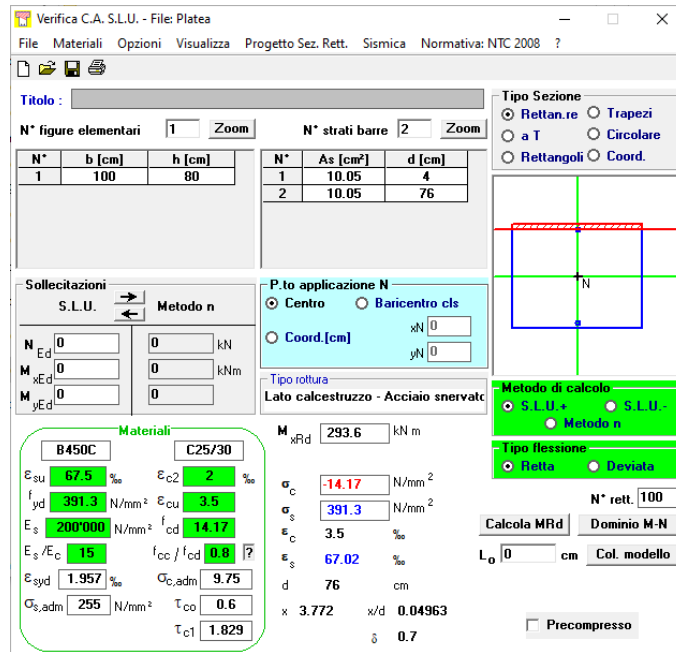 Verifica C.A. S.L.U. - File: Platea
File Materiali Opzioni Visualizza Progetto Sez. Rett. Sismica Normativa: NTC 2008 ?
Titolo :
N° figure elementari 1 Zoom
N° strati barre 2 Zoom
N° b [cm] h [cm]
1 100 80
N° As [cm²] d [cm]
1 10.05 4
2 10.05 76
Tipo Sezione
Rettan.re Trapezi
a T Circolare
Rettangoli Coord.
N
Sollecitazioni
S.L.U. Metodo n
N Ed 0 0 kN
M xEd 0 0 kNm
M yEd 0 0
P.to applicazione N
Centro Baricentro cls
Coord.[cm] xN 0
yN 0
Tipo rottura
Lato calcestruzzo - Acciaio snervato
Metodo di calcolo
S.L.U.+ S.L.U.-
Metodo n
Tipo flessione
Retta Deviata
Materiali
B450C C25/30
εsu 67.5 ‰ εc2 2 ‰
fyd 391.3 N/mm² εcu 3.5
Es 200'000 N/mm² fcd 14.17
Es/Ec 15 fcc / fcd 0.8 ?
εsyd 1.957 ‰ σc,adm 9.75
σs,adm 255 N/mm² τco 0.6
τc1 1.829
M xRd 293.6 kN m
σc -14.17 N/mm²
σs 391.3 N/mm²
εc 3.5 ‰
εs 67.02 ‰
d 76 cm
x 3.772 x/d 0.04963
δ 0.7
N° rett. 100
Calcola MRd Dominio M-N
Lo 0 cm Col. modello
Precompresso